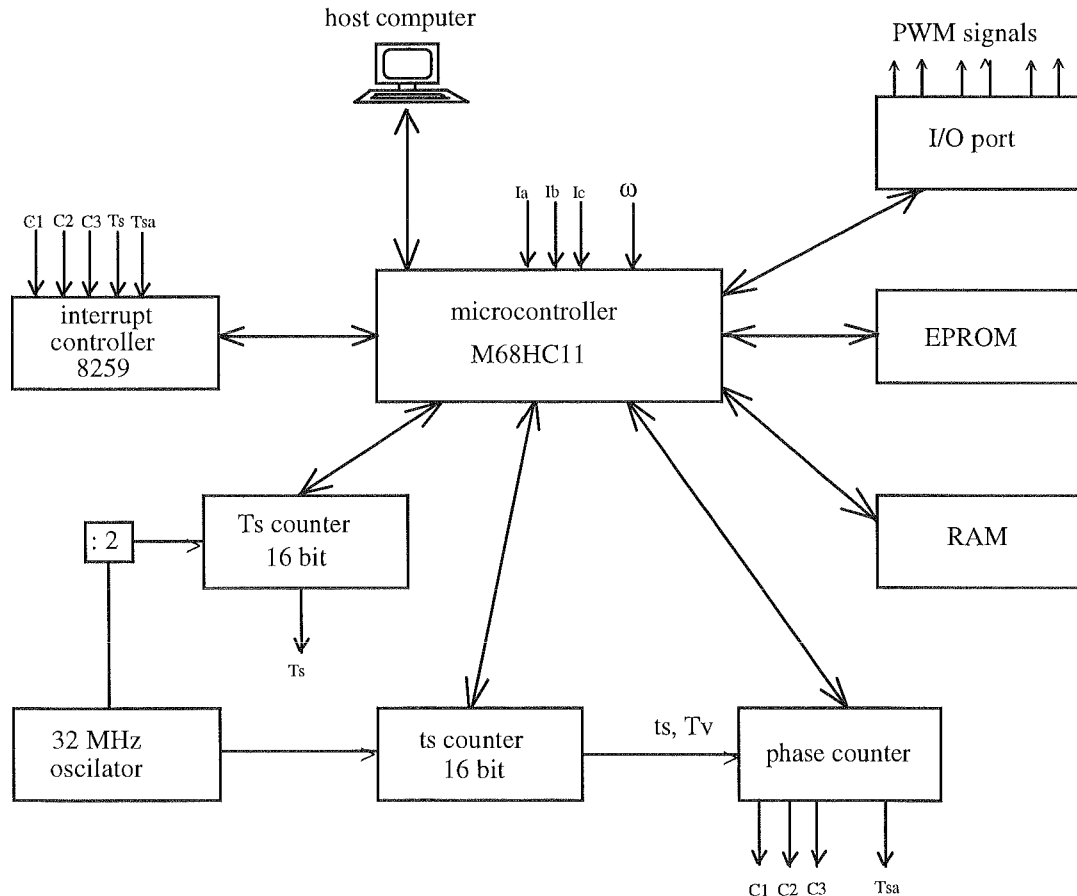 host computer
PWM signals
I/O port
Ia Ib Ic ω
C1 C2 C3 Ts Tsa
interrupt
controller
8259
microcontroller
M68HC11
EPROM
Ts counter
16 bit
: 2
RAM
Ts
32 MHz
oscilator
ts counter
16 bit
ts, Tv
phase counter
C1 C2 C3 Tsa